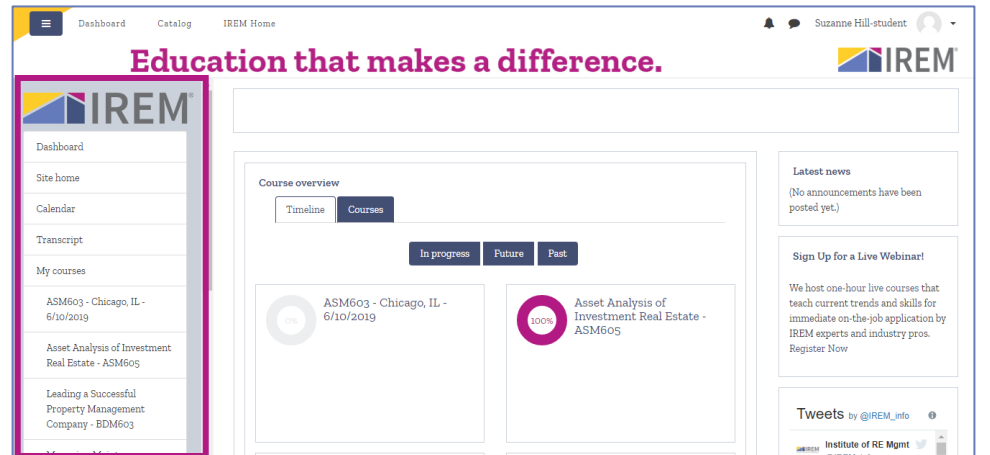 Dashboard Catalog IREM Home
Suzanne Hill-student
Education that makes a difference.
IREM®
IREM®
Dashboard
Site home
Calendar
Transcript
My courses
ASM603 - Chicago, IL -
6/10/2019
Asset Analysis of Investment
Real Estate - ASM605
Leading a Successful
Property Management
Company - BDM603
Course overview
Timeline Courses
In progress Future Past
0%
ASM603 - Chicago, IL -
6/10/2019
100%
Asset Analysis of
Investment Real Estate -
ASM605
Latest news
(No announcements have been
posted yet.)
Sign Up for a Live Webinar!
We host one-hour live courses that
teach current trends and skills for
immediate on-the-job application by
IREM experts and industry pros.
Register Now
Tweets by @IREM_info
IREM
Institute of RE Mgmt